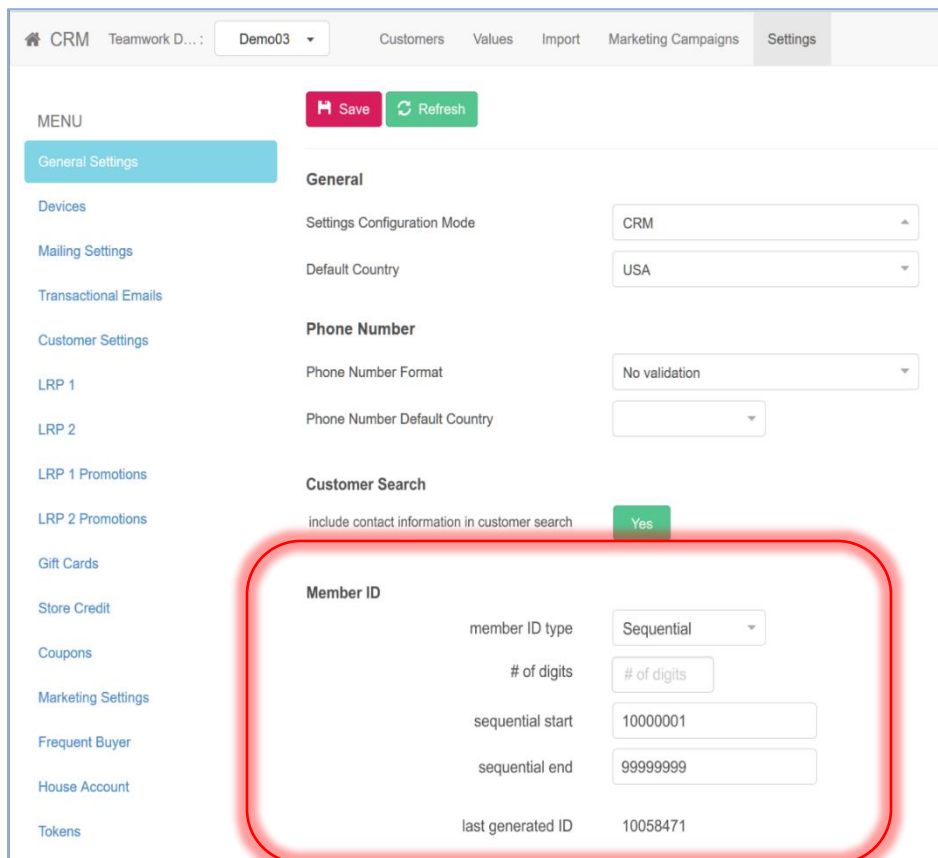 CRM Teamwork D... : Demo03 Customers Values Import Marketing Campaigns Settings
MENU
General Settings
Devices
Mailing Settings
Transactional Emails
Customer Settings
LRP 1
LRP 2
LRP 1 Promotions
LRP 2 Promotions
Gift Cards
Store Credit
Coupons
Marketing Settings
Frequent Buyer
House Account
Tokens
Save Refresh
General
Settings Configuration Mode CRM
Default Country USA
Phone Number
Phone Number Format No validation
Phone Number Default Country
Customer Search
include contact information in customer search Yes
Member ID
member ID type Sequential
# of digits # of digits
sequential start 10000001
sequential end 99999999
last generated ID 10058471